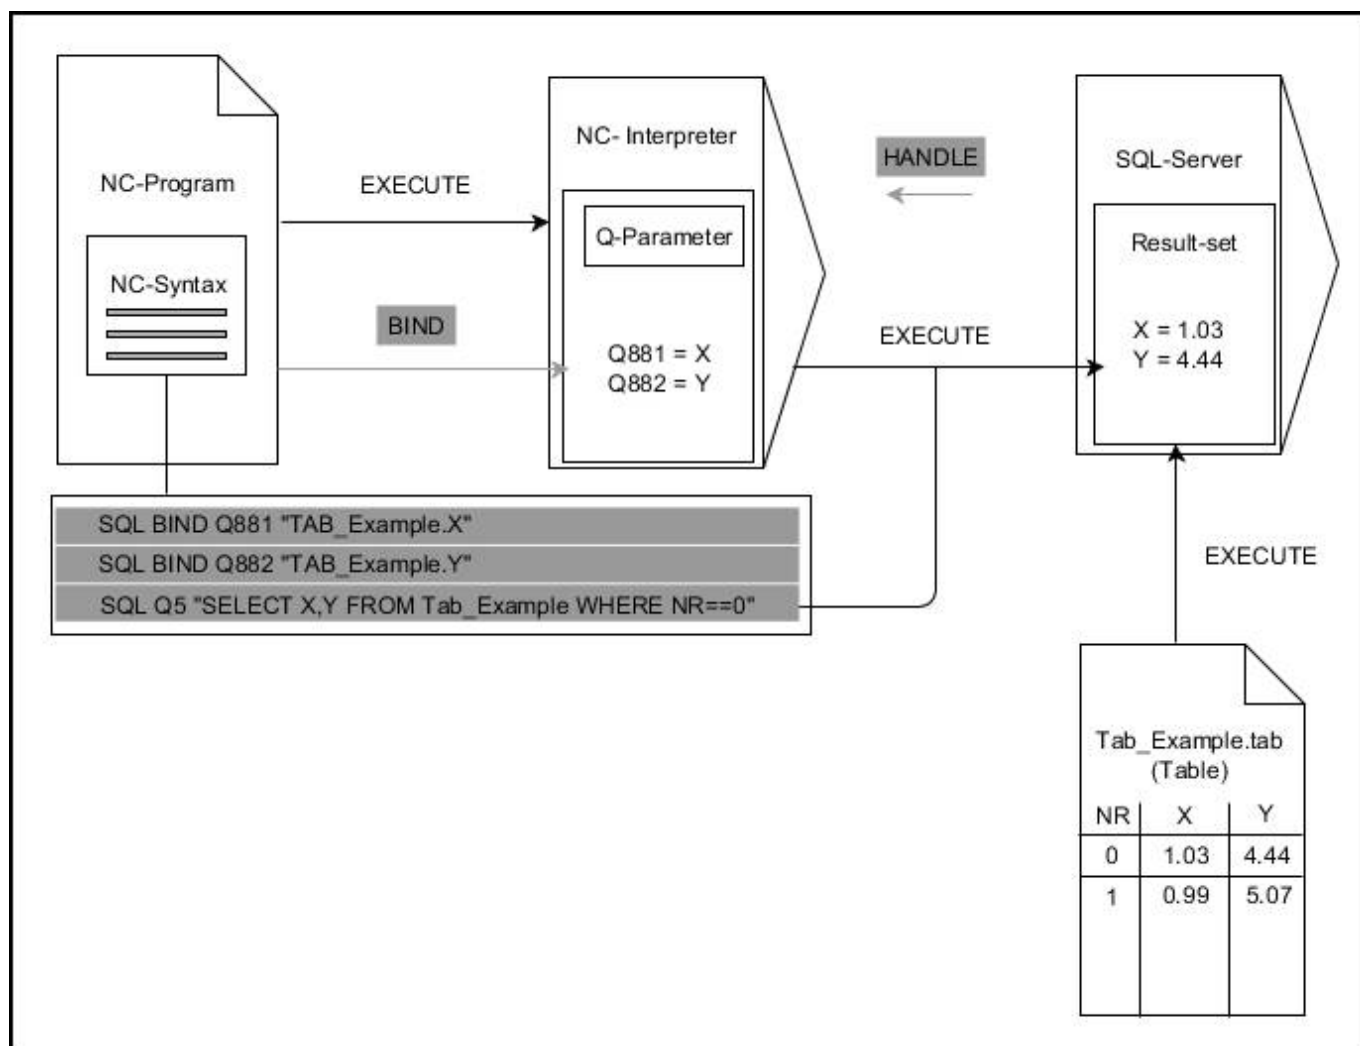 NC-Program
NC-Syntax
EXECUTE
BIND
NC- Interpreter
Q-Parameter
Q881 = X
Q882 = Y
HANDLE
EXECUTE
SQL-Server
Result-set
X = 1.03
Y = 4.44
SQL BIND Q881 "TAB_Example.X"
SQL BIND Q882 "TAB_Example.Y"
SQL Q5 "SELECT X,Y FROM Tab_Example WHERE NR==0"
EXECUTE
Tab_Example.tab
(Table)
NR X Y
0 1.03 4.44
1 0.99 5.07